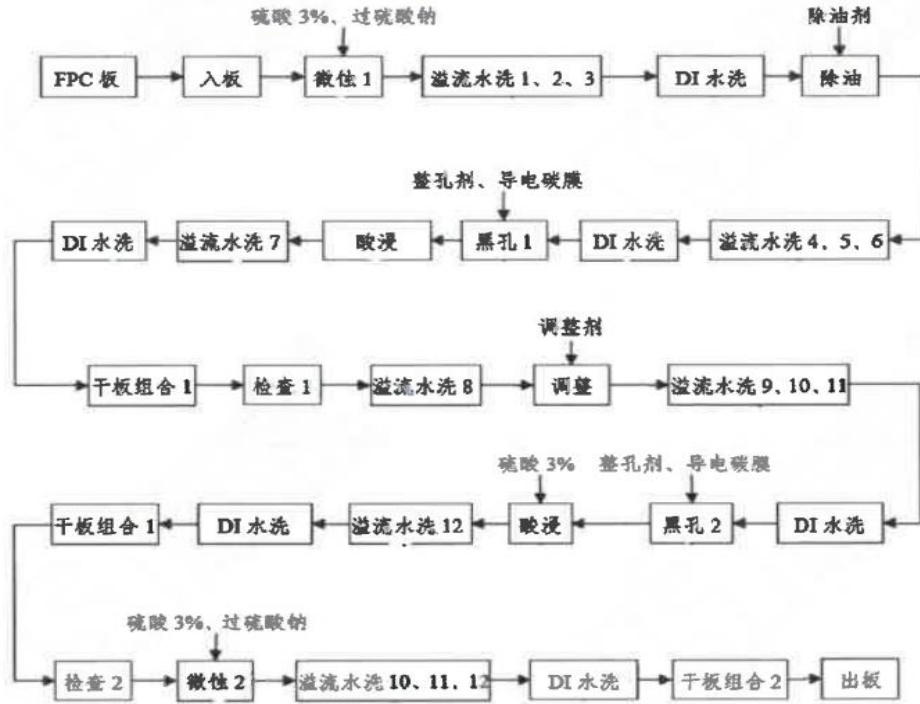 硫酸 3%、过硫酸钠 除油剂
FPC 板 入板 微蚀 1 溢流水洗 1、2、3 DI 水洗 除油
整孔剂、导电碳膜
DI 水洗 溢流水洗 7 酸浸 黑孔 1 DI 水洗 溢流水洗 4、5、6
调整剂
干板组合 1 检查 1 溢流水洗 8 调整 溢流水洗 9、10、11
硫酸 3% 整孔剂、导电碳膜
干板组合 1 DI 水洗 溢流水洗 12 酸浸 黑孔 2 DI 水洗
硫酸 3%、过硫酸钠
检查 2 微蚀 2 溢流水洗 10、11、12 DI 水洗 干板组合 2 出板